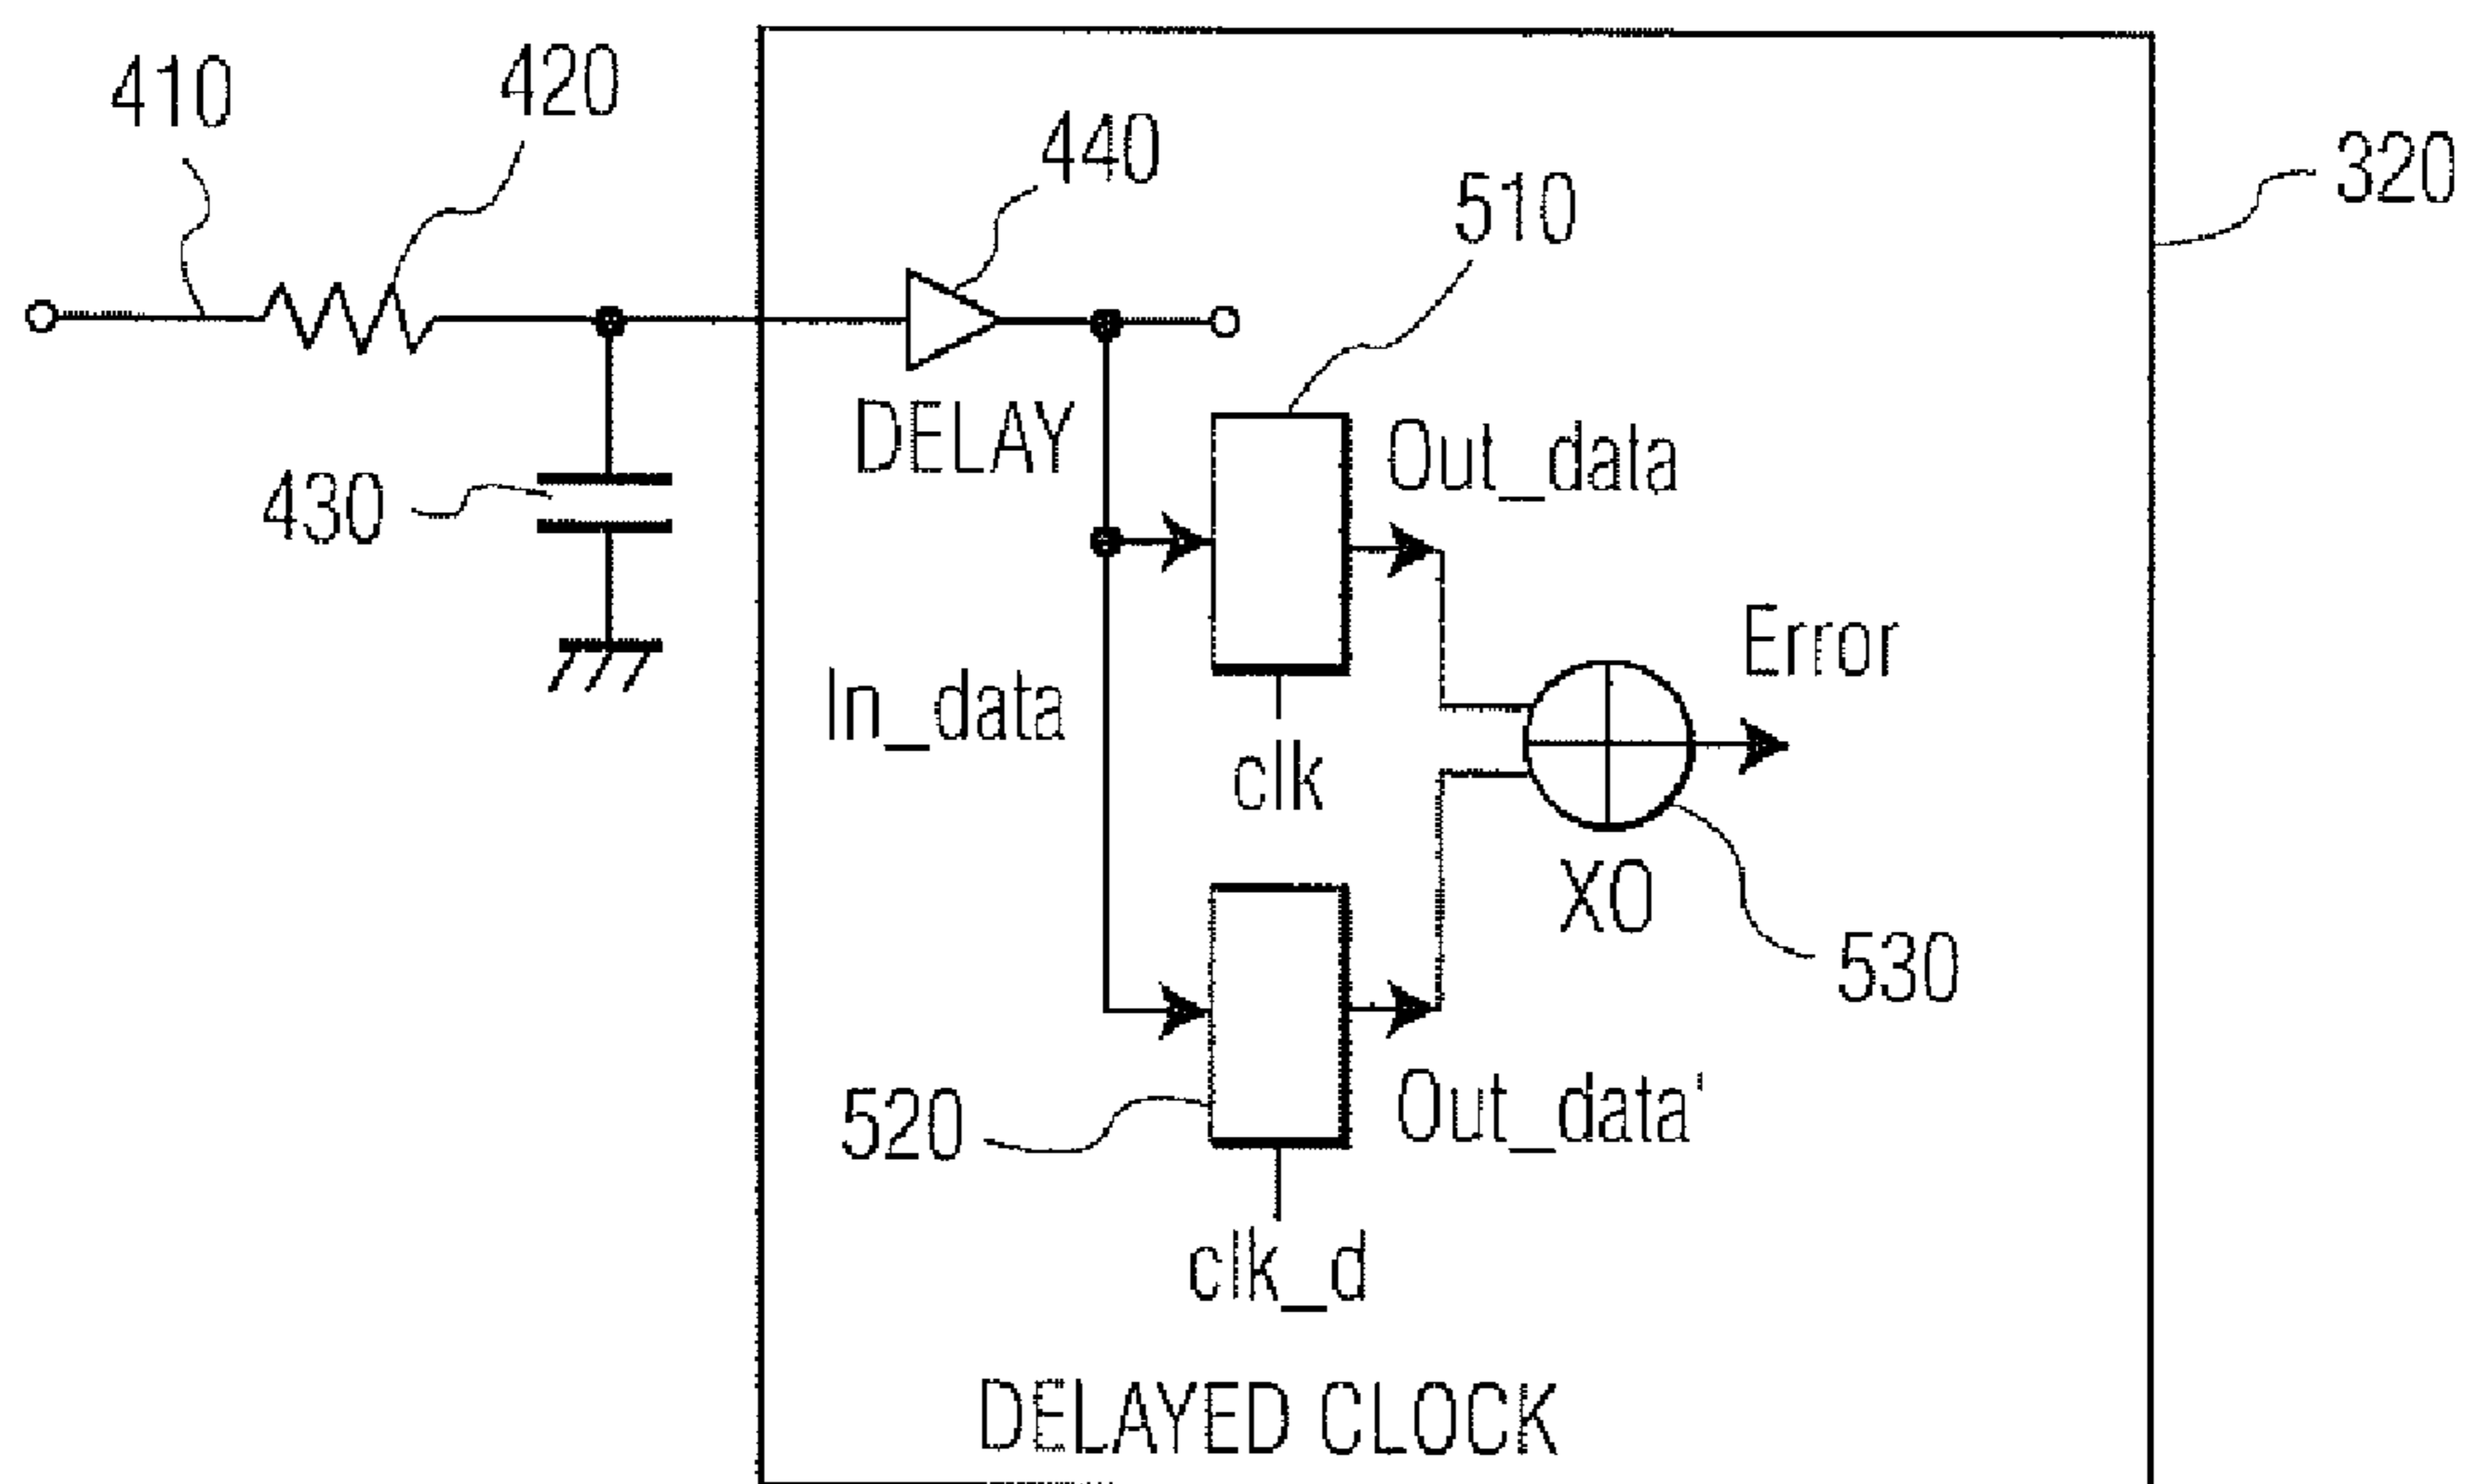 410
420
440
510
320
DELAY
Out_data
430
In_data
clk
Error
XO
530
520
Out_data'
clk_d
DELAYED CLOCK